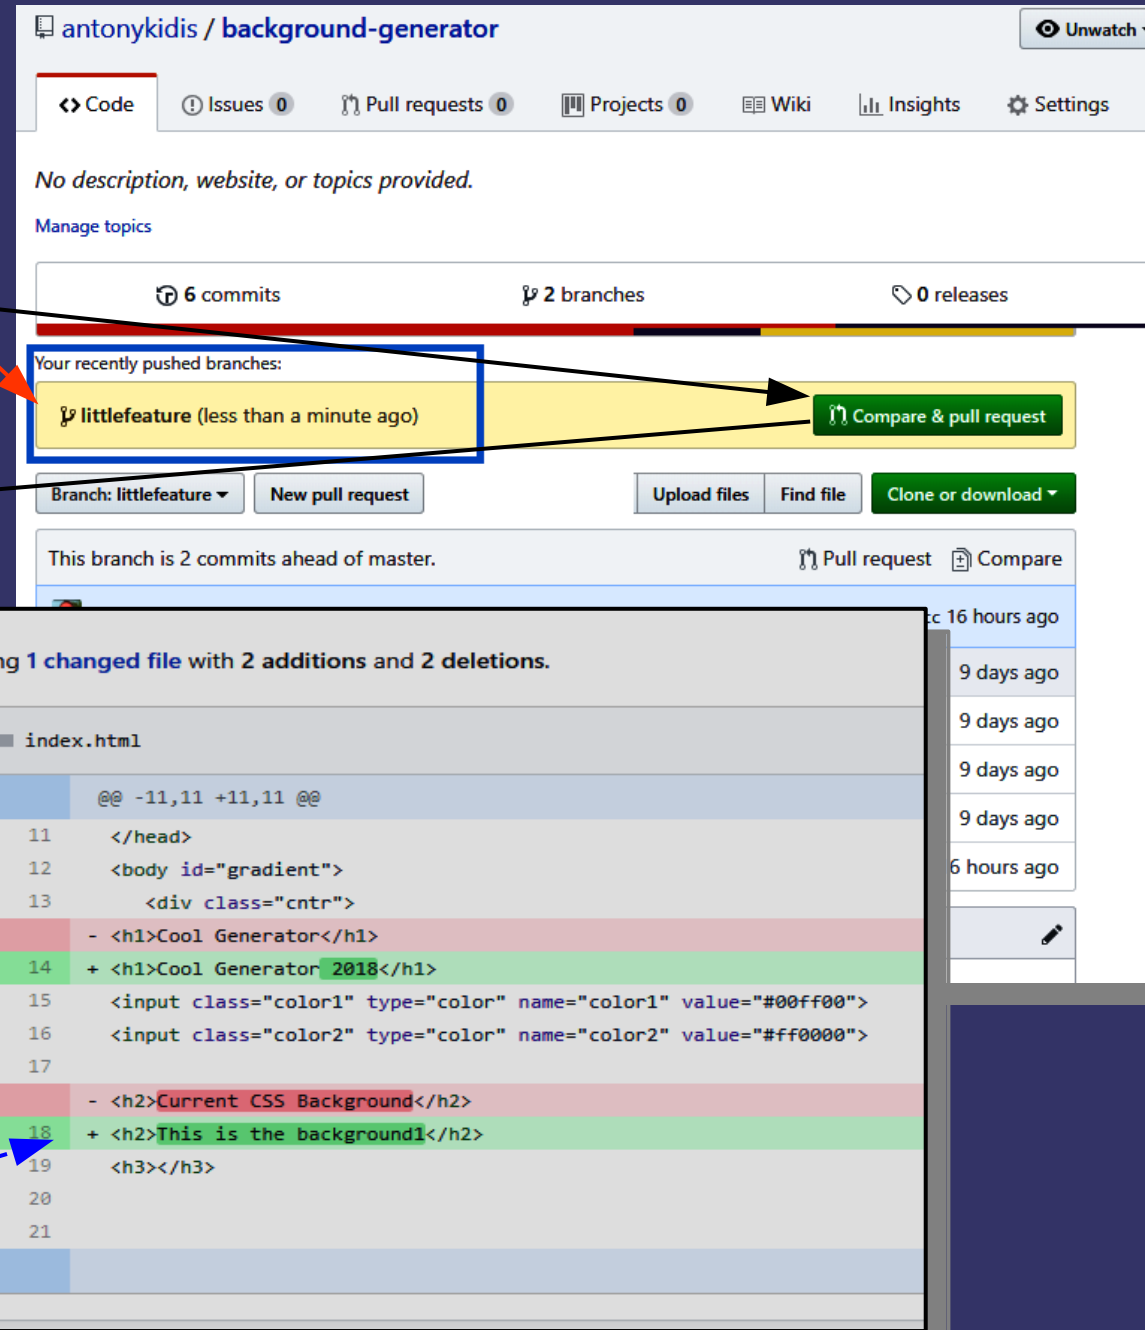 antonykidis / background-generator
Unwatch
Code Issues 0 Pull requests 0 Projects 0 Wiki Insights Settings
No description, website, or topics provided.
Manage topics
6 commits 2 branches 0 releases
Your recently pushed branches:
littlefeature (less than a minute ago) Compare & pull request
Branch: littlefeature New pull request Upload files Find file Clone or download
This branch is 2 commits ahead of master. Pull request Compare
16 hours ago
1 changed file with 2 additions and 2 deletions.
9 days ago
9 days ago
index.html
9 days ago
@@ -11,11 +11,11 @@
9 days ago
11 </head>
12 <body id="gradient">
6 hours ago
13 <div class="cntr">
- <h1>Cool Generator</h1>
14 + <h1>Cool Generator 2018</h1>
15 <input class="color1" type="color" name="color1" value="#00ff00">
16 <input class="color2" type="color" name="color2" value="#ff0000">
17
- <h2>Current CSS Background</h2>
18 + <h2>This is the background1</h2>
19 <h3></h3>
20
21